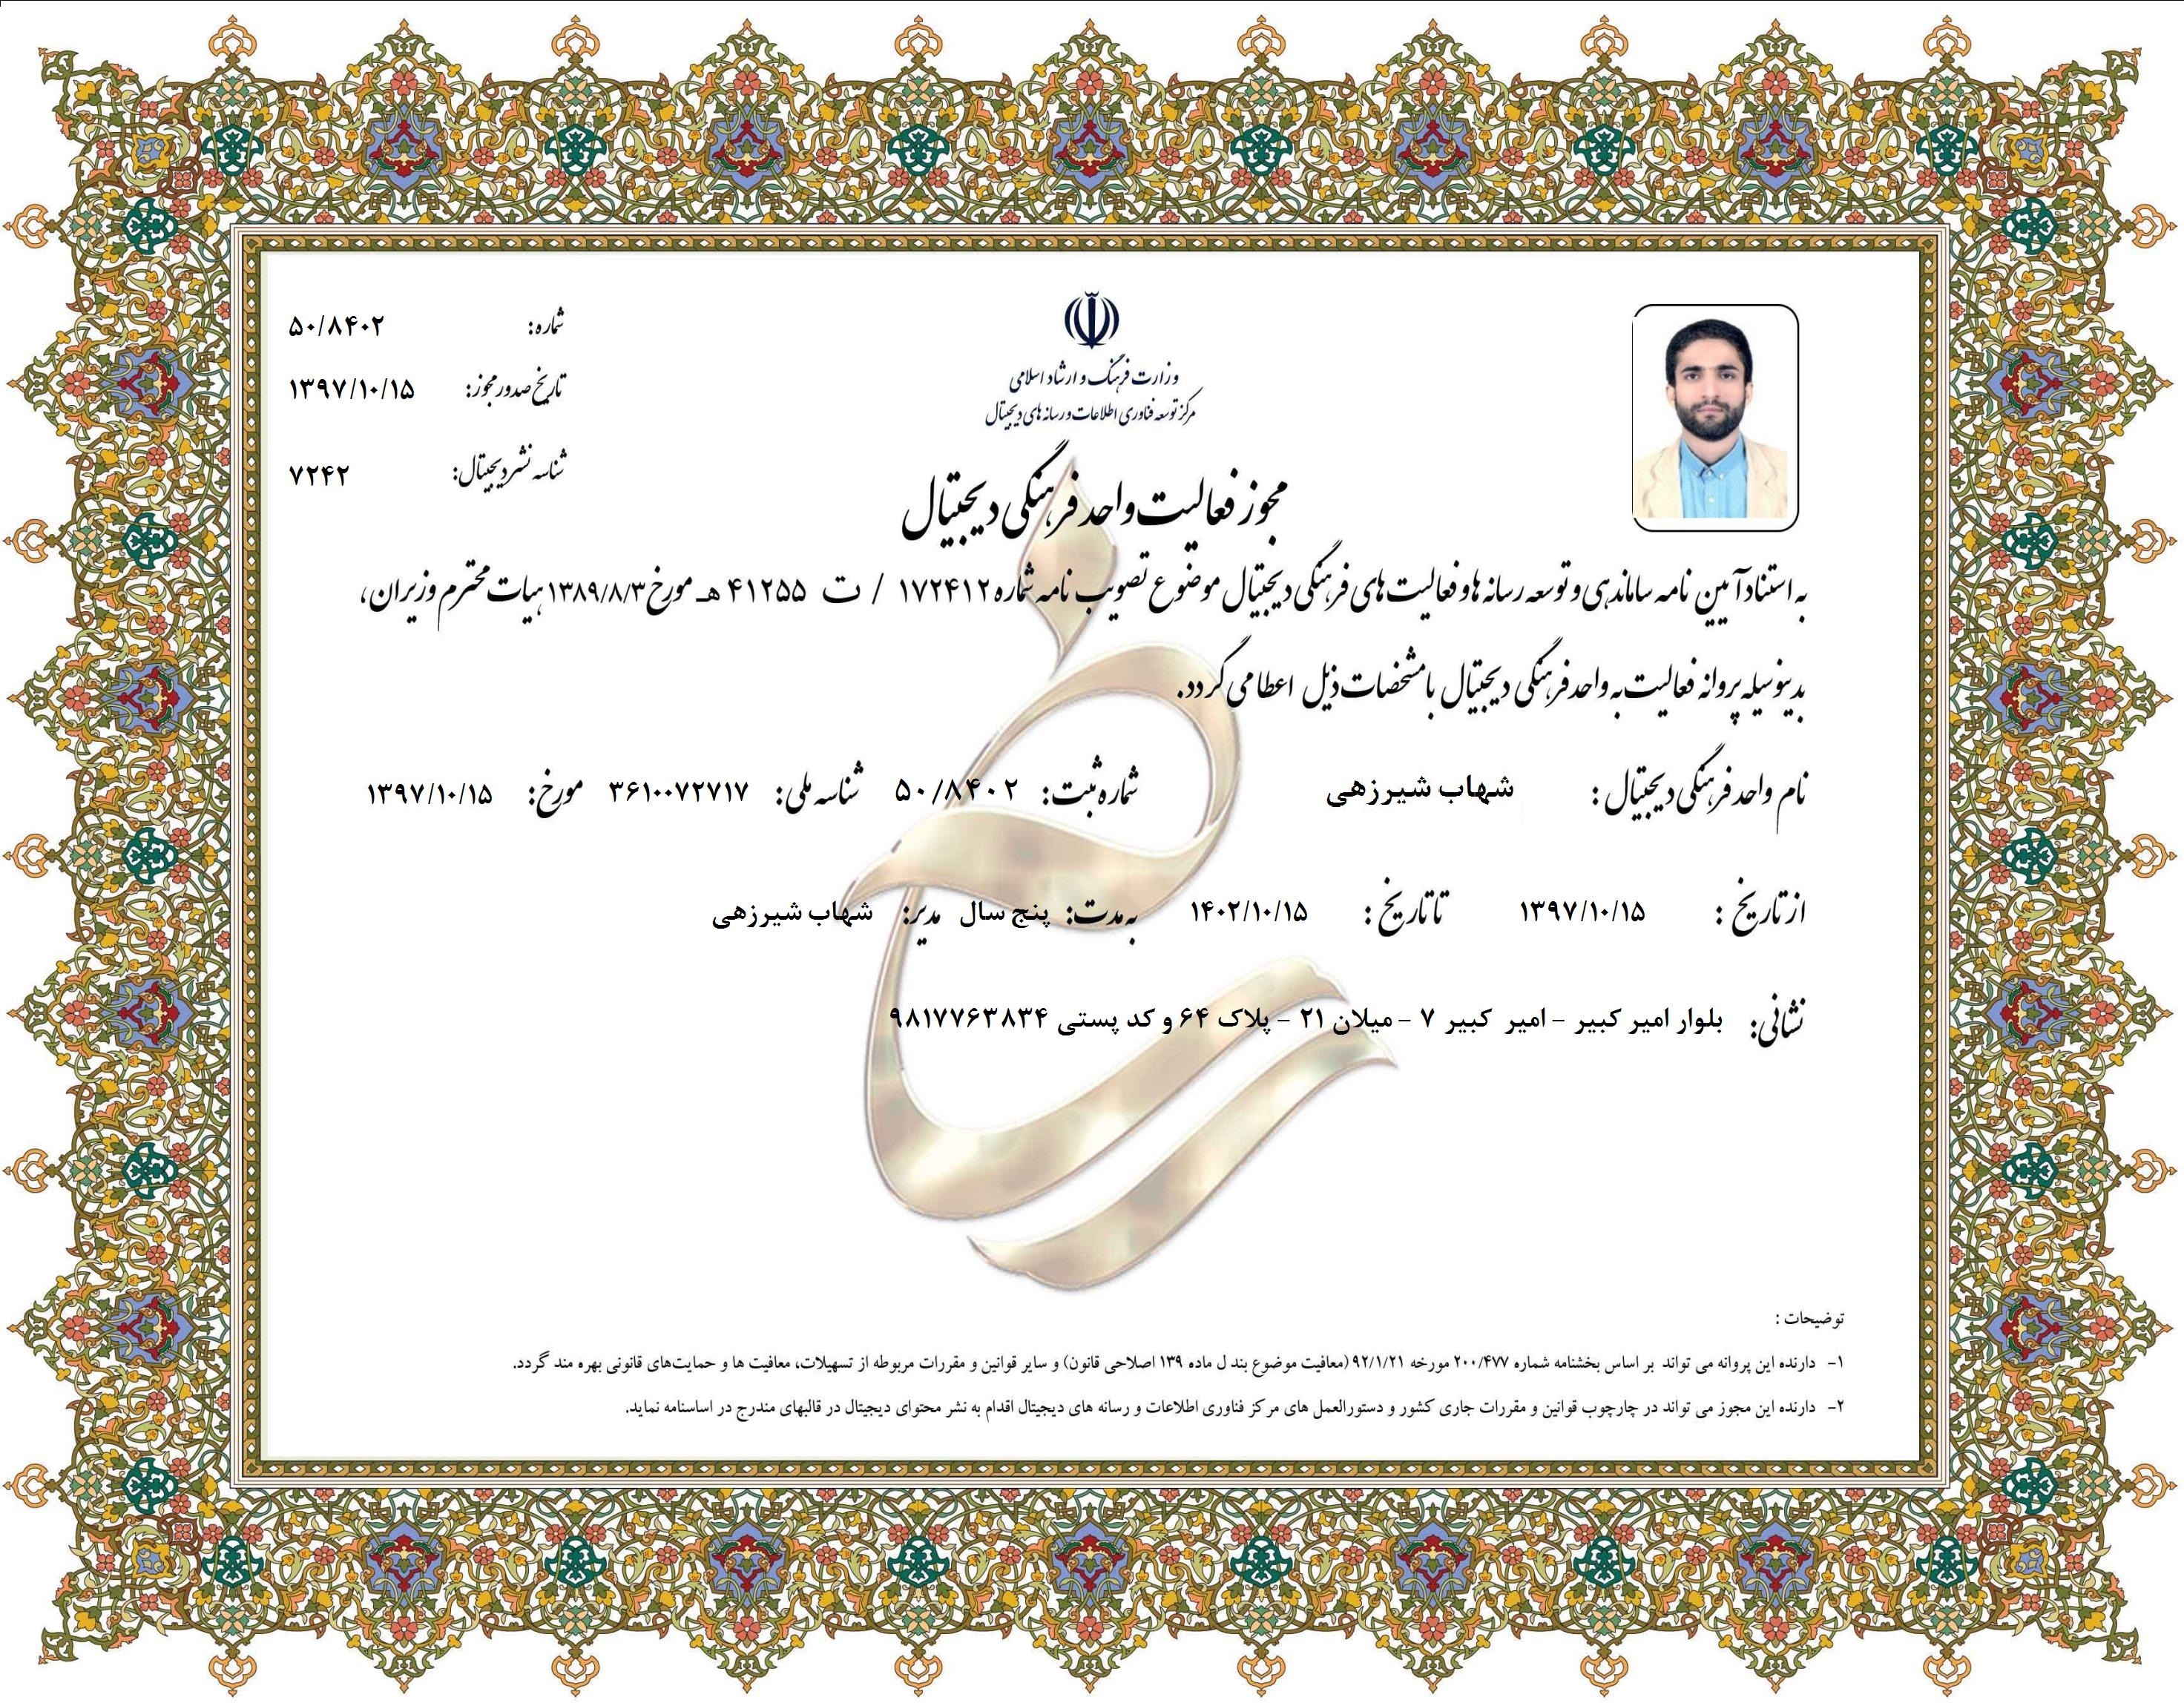 وزارت فرهنگ و ارشاد اسلامی
مرکز توسعه فناوری اطلاعات و رسانه های دیجیتال
شماره: ۵۰/۸۴۰۲
تاریخ صدور مجوز: ۱۳۹۷/۱۰/۱۵
شناسه نشر دیجیتال: ۷۲۴۲
مجوز فعالیت واحد فرهنگی دیجیتال
به استناد آیین نامه ساماندهی و توسعه رسانه ها و فعالیت های فرهنگی دیجیتال موضوع تصویب نامه شماره ۱۷۲۴۱۲ / ت ۴۱۲۵۵ هـ مورخ ۱۳۸۹/۸/۳ هیات محترم وزیران،
بدینوسیله پروانه فعالیت به واحد فرهنگی دیجیتال با مشخصات ذیل اعطا می گردد.
نام واحد فرهنگی دیجیتال : شهاب شیرزهی شماره ثبت: ۵۰/۸۴۰۲ شناسه ملی: ۳۶۱۰۰۷۲۷۱۷ مورخ: ۱۳۹۷/۱۰/۱۵
از تاریخ : ۱۳۹۷/۱۰/۱۵ تا تاریخ : ۱۴۰۲/۱۰/۱۵ به مدت: پنج سال مدیر: شهاب شیرزهی
نشانی: بلوار امیر کبیر - امیر کبیر ۷ - میلان ۲۱ - پلاک ۶۴ و کد پستی ۹۸۱۷۷۶۳۸۳۴
توضیحات :
۱- دارنده این پروانه می تواند بر اساس بخشنامه شماره ۲۰۰/۴۷۷ مورخه ۹۲/۱/۲۱ (معافیت موضوع بند ل ماده ۱۳۹ اصلاحی قانون) و سایر قوانین و مقررات مربوطه از تسهیلات، معافیت ها و حمایت‌های قانونی بهره مند گردد.
۲- دارنده این مجوز می تواند در چارچوب قوانین و مقررات جاری کشور و دستورالعمل های مرکز فناوری اطلاعات و رسانه های دیجیتال اقدام به نشر محتوای دیجیتال در قالبهای مندرج در اساسنامه نماید.